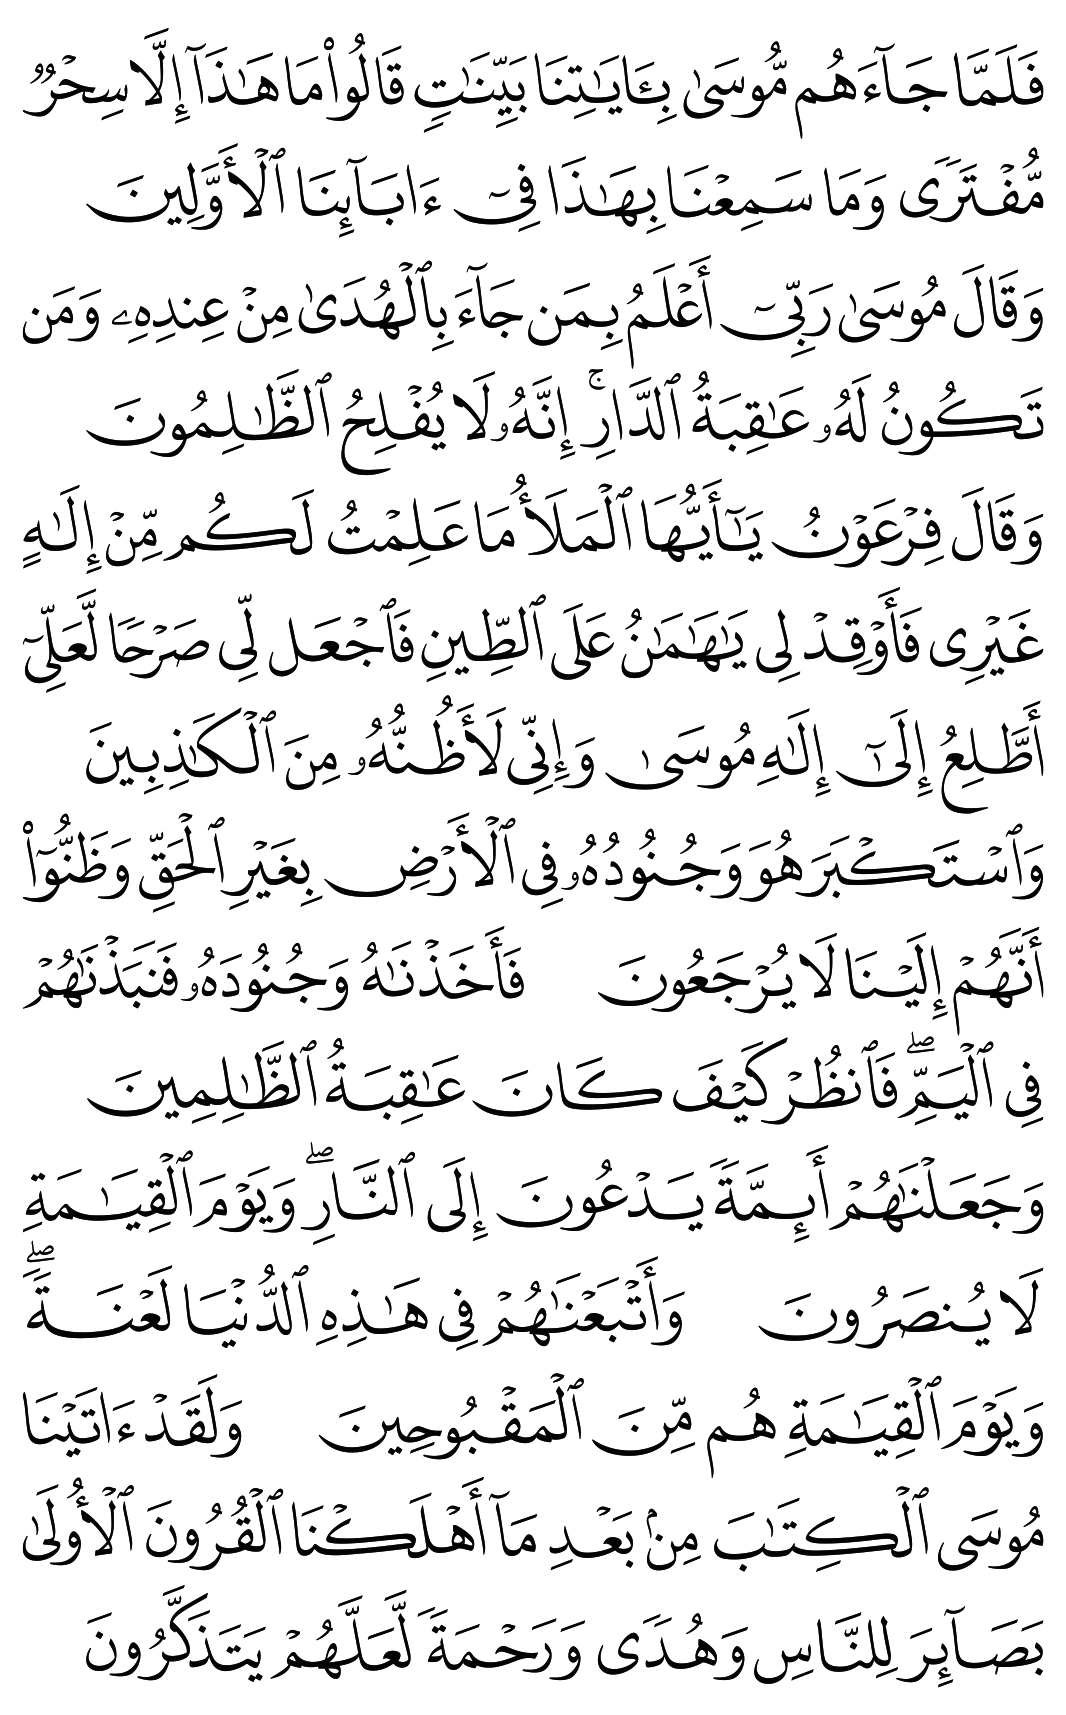 فَلَمَّا جَآءَهُم مُّوسَىٰ بِـَٔايَـٰتِنَا بَيِّنَـٰتٍ قَالُوا۟ مَا هَـٰذَآ إِلَّا سِحْرٌ
مُّفْتَرًى وَمَا سَمِعْنَا بِهَـٰذَا فِىٓ ءَابَآئِنَا ٱلْأَوَّلِينَ
وَقَالَ مُوسَىٰ رَبِّىٓ أَعْلَمُ بِمَن جَآءَ بِٱلْهُدَىٰ مِنْ عِندِهِۦ وَمَن
تَكُونُ لَهُۥ عَـٰقِبَةُ ٱلدَّارِ ۚ إِنَّهُۥ لَا يُفْلِحُ ٱلظَّـٰلِمُونَ
وَقَالَ فِرْعَوْنُ يَـٰٓأَيُّهَا ٱلْمَلَأُ مَا عَلِمْتُ لَكُم مِّنْ إِلَـٰهٍ
غَيْرِى فَأَوْقِدْ لِى يَـٰهَـٰمَـٰنُ عَلَى ٱلطِّينِ فَٱجْعَل لِّى صَرْحًا لَّعَلِّىٓ
أَطَّلِعُ إِلَىٰٓ إِلَـٰهِ مُوسَىٰ وَإِنِّى لَأَظُنُّهُۥ مِنَ ٱلْكَـٰذِبِينَ
وَٱسْتَكْبَرَ هُوَ وَجُنُودُهُۥ فِى ٱلْأَرْضِ بِغَيْرِ ٱلْحَقِّ وَظَنُّوٓا۟
أَنَّهُمْ إِلَيْنَا لَا يُرْجَعُونَ فَأَخَذْنَـٰهُ وَجُنُودَهُۥ فَنَبَذْنَـٰهُمْ
فِى ٱلْيَمِّ ۖ فَٱنظُرْ كَيْفَ كَانَ عَـٰقِبَةُ ٱلظَّـٰلِمِينَ
وَجَعَلْنَـٰهُمْ أَئِمَّةً يَدْعُونَ إِلَى ٱلنَّارِ ۖ وَيَوْمَ ٱلْقِيَـٰمَةِ
لَا يُنصَرُونَ وَأَتْبَعْنَـٰهُمْ فِى هَـٰذِهِ ٱلدُّنْيَا لَعْنَةً ۖ
وَيَوْمَ ٱلْقِيَـٰمَةِ هُم مِّنَ ٱلْمَقْبُوحِينَ وَلَقَدْ ءَاتَيْنَا
مُوسَى ٱلْكِتَـٰبَ مِنۢ بَعْدِ مَآ أَهْلَكْنَا ٱلْقُرُونَ ٱلْأُولَىٰ
بَصَآئِرَ لِلنَّاسِ وَهُدًى وَرَحْمَةً لَّعَلَّهُمْ يَتَذَكَّرُونَ